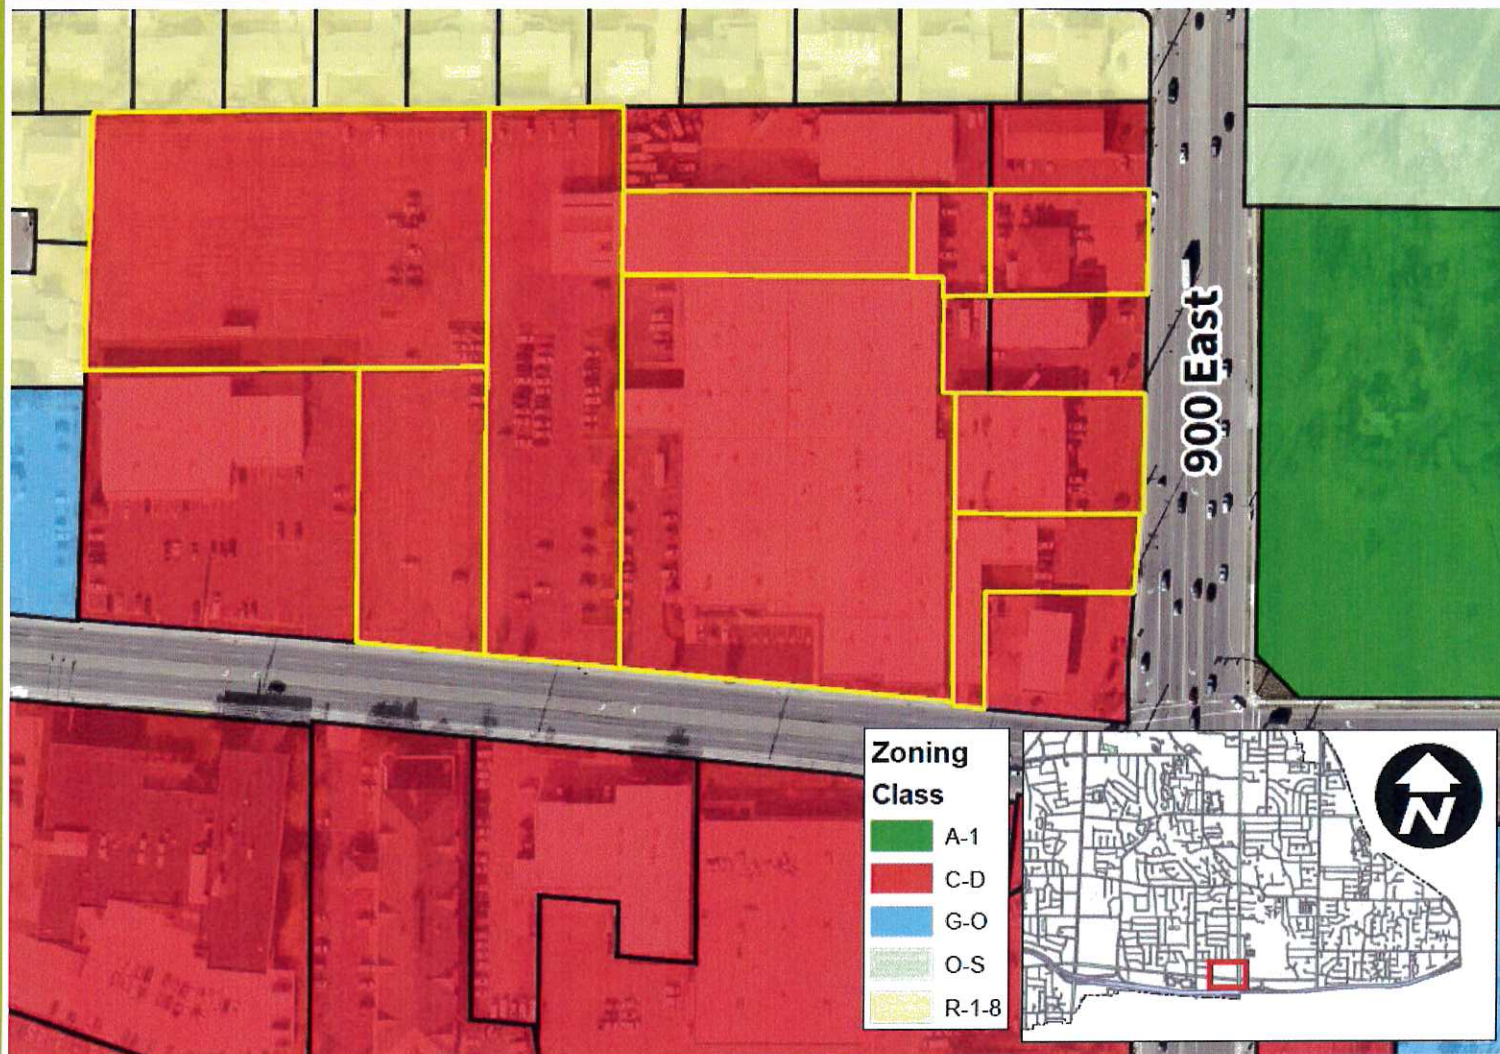 900 East
Zoning
Class
A-1
C-D
G-O
O-S
R-1-8
N